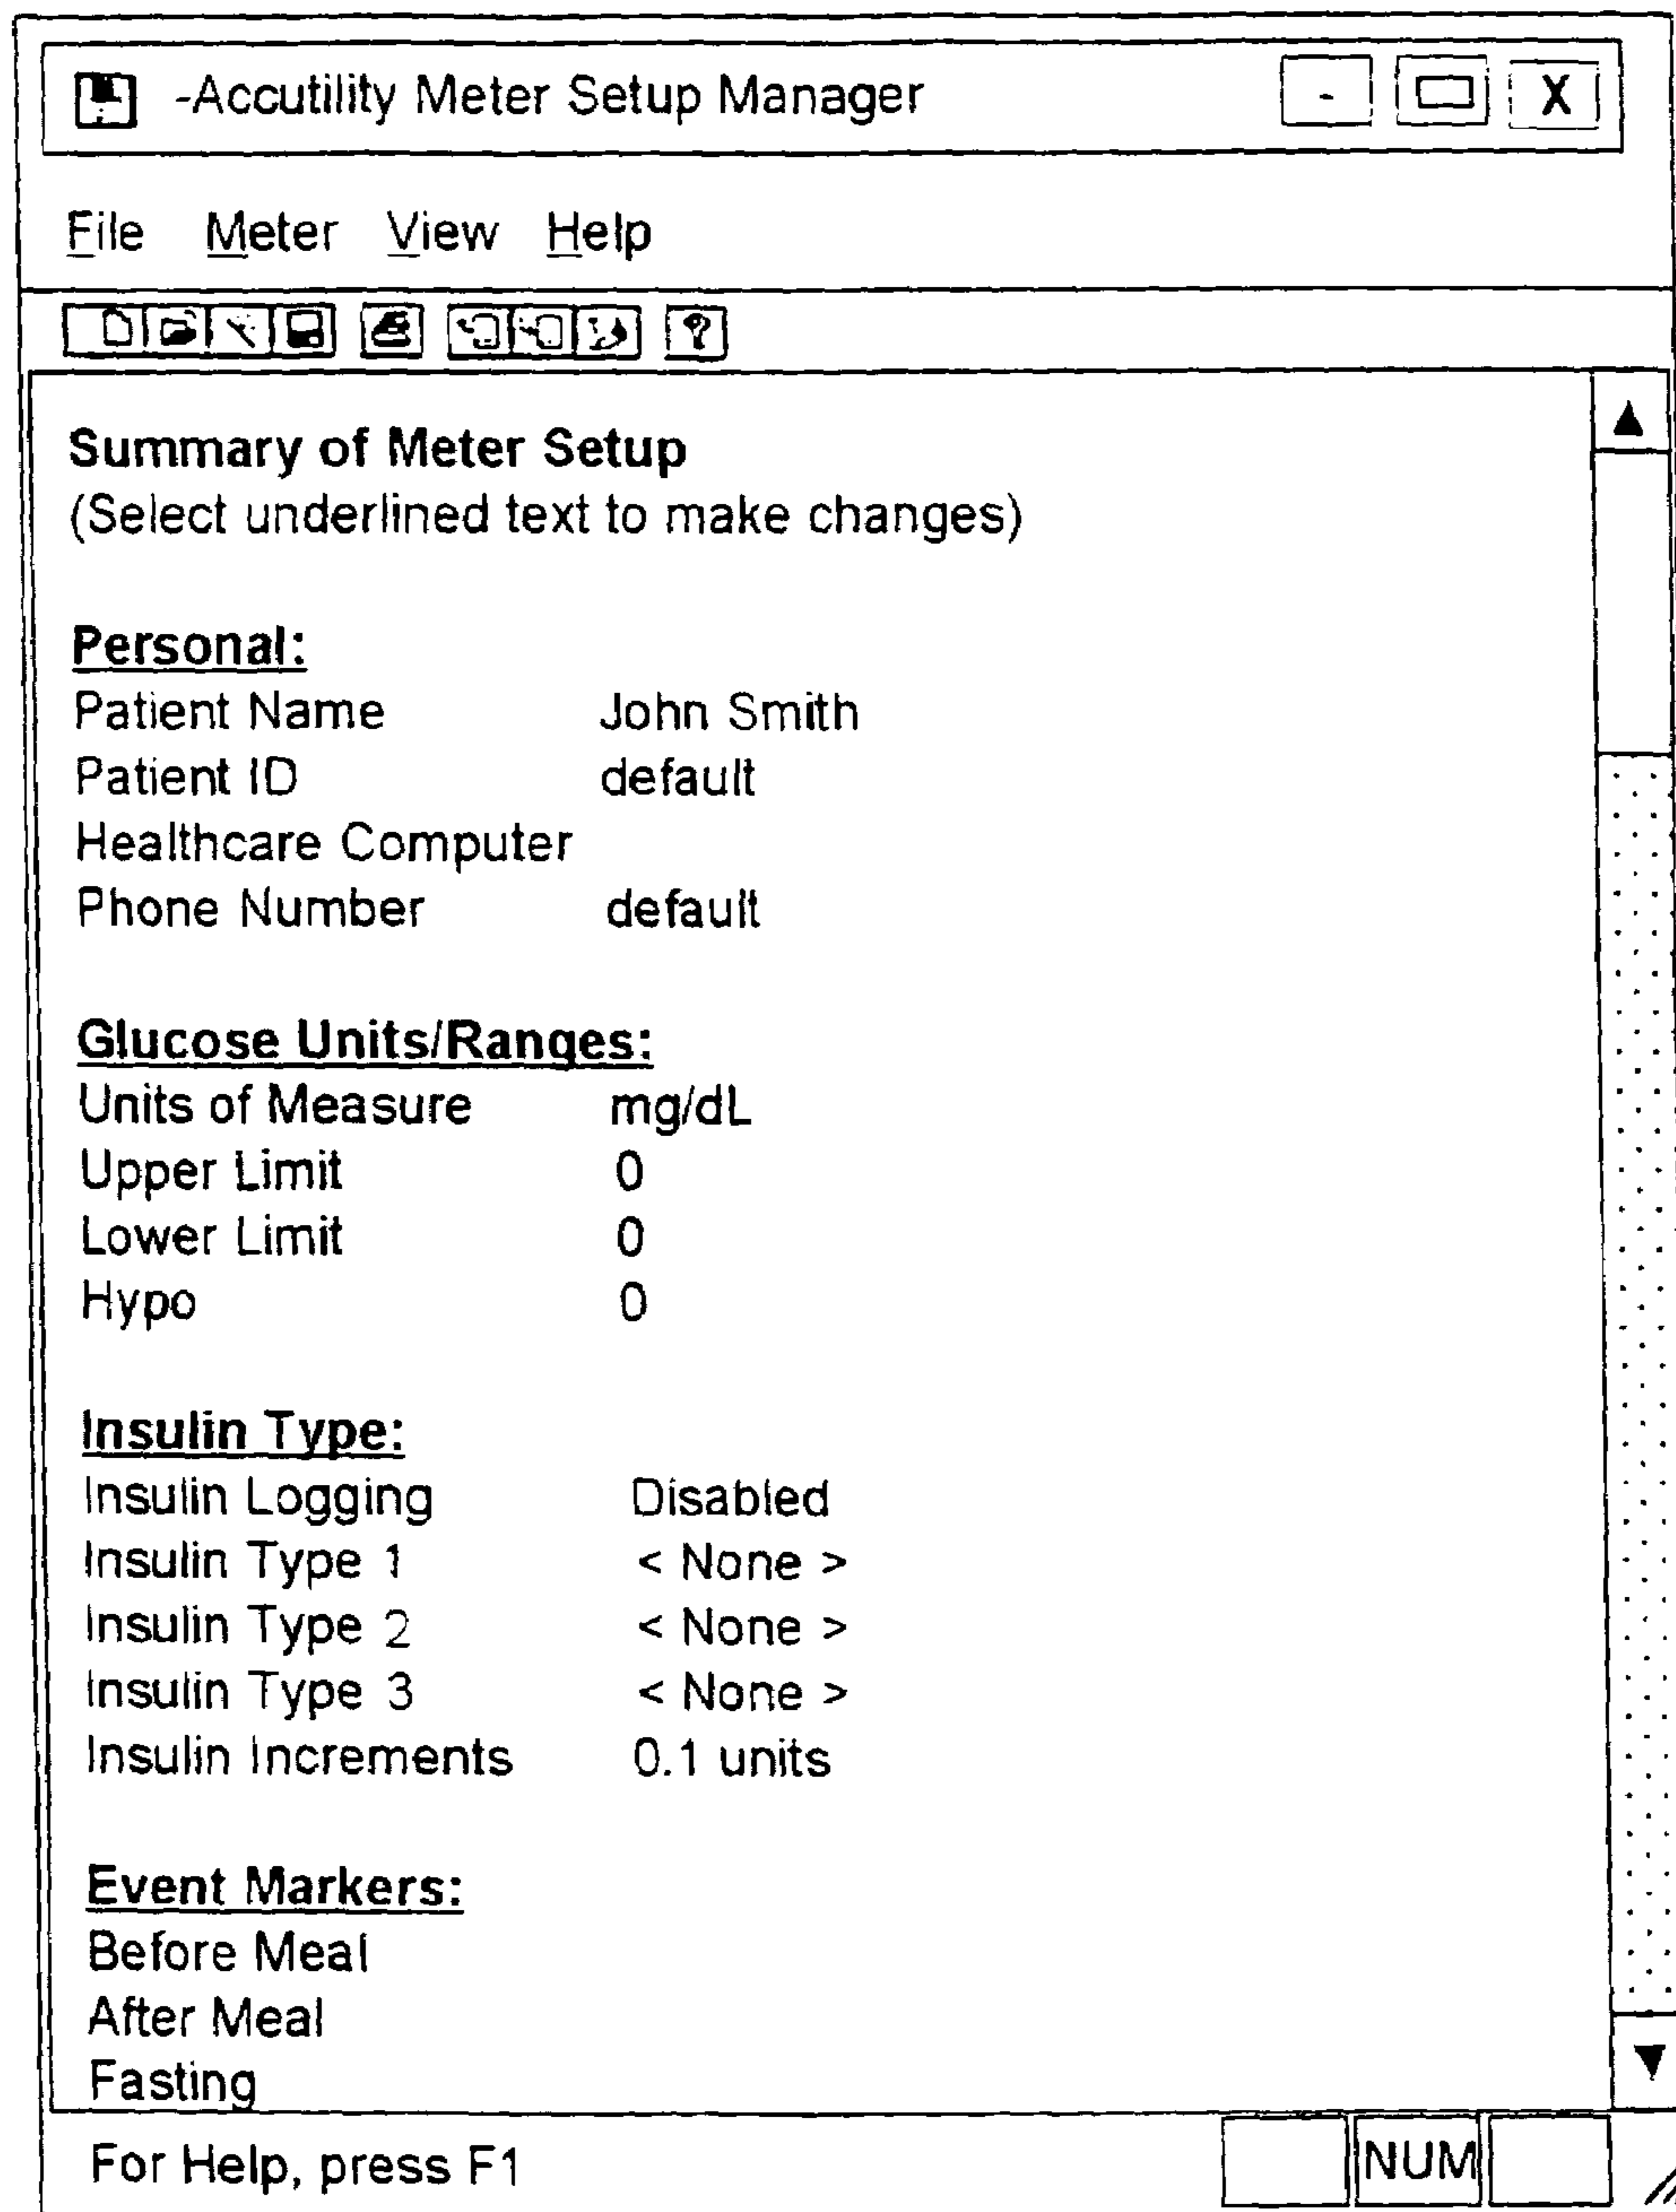 -Accutility Meter Setup Manager - X
File Meter View Help
?
Summary of Meter Setup
(Select underlined text to make changes)
Personal:
Patient Name John Smith
Patient ID default
Healthcare Computer
Phone Number default
Glucose Units/Ranges:
Units of Measure mg/dL
Upper Limit 0
Lower Limit 0
Hypo 0
Insulin Type:
Insulin Logging Disabled
Insulin Type 1 < None >
Insulin Type 2 < None >
Insulin Type 3 < None >
Insulin Increments 0.1 units
Event Markers:
Before Meal
After Meal
Fasting
For Help, press F1 NUM